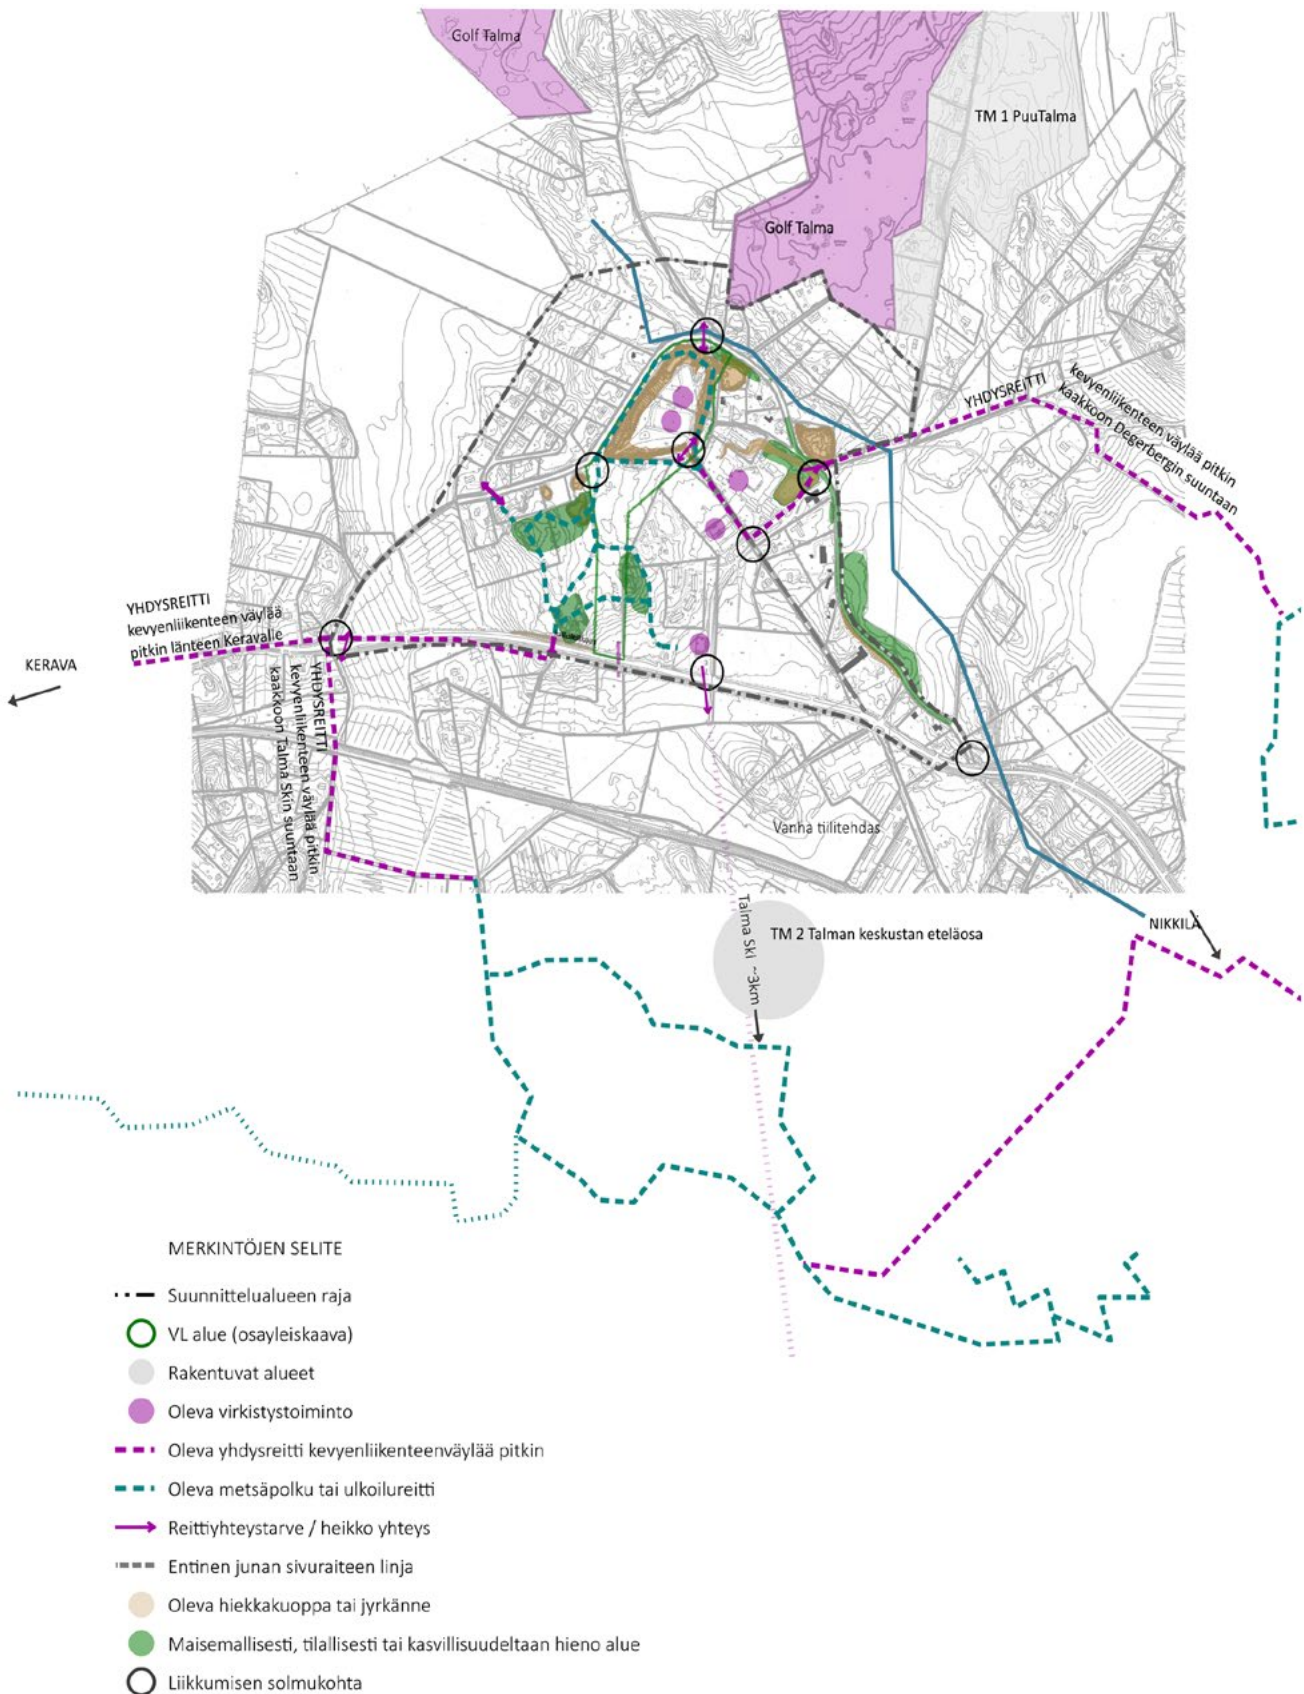 Golf Talma
TM 1 PuuTalma
Golf Talma
YHDYSREITTI
kevyenliikenteen väylää pitkin
kaakkoon Degerbergin suuntaan
YHDYSREITTI
kevyenliikenteen väylää
pitkin länteen Keravalle
KERAVA
YHDYSREITTI
kevyenliikenteen väylää pitkin
kaakkoon Talma Skin suuntaan
Vanha tiilitehdas
Talma Ski ~3km
TM 2 Talman keskustan eteläosa
NIKKILÄ
MERKINTÖJEN SELITE
Suunnittelualueen raja
VL alue (osayleiskaava)
Rakentuvat alueet
Oleva virkistystoiminto
Oleva yhdysreitti kevyenliikenteenväylää pitkin
Oleva metsäpolku tai ulkoilureitti
Reittiyhteystarve / heikko yhteys
Entinen junan sivuraiteen linja
Oleva hiekkakuoppa tai jyrkänne
Maisemallisesti, tilallisesti tai kasvillisuudeltaan hieno alue
Liikkumisen solmukohta